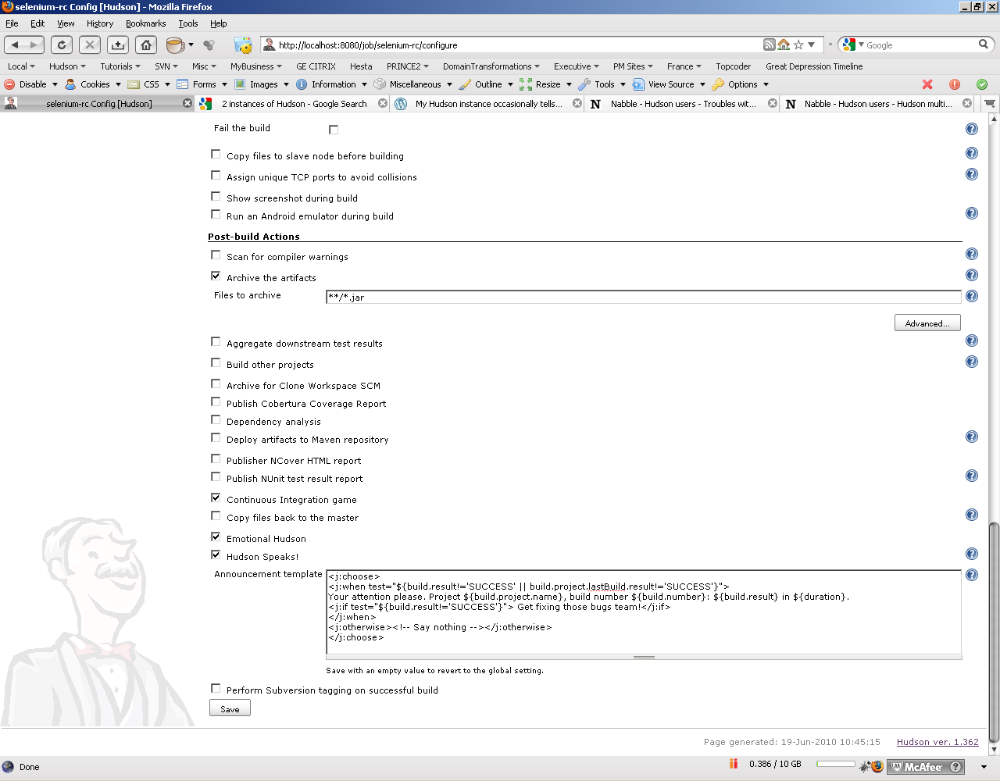 selenium-rc Config [Hudson] - Mozilla Firefox
File Edit View History Bookmarks Tools Help
http://localhost:8080/job/selenium-rc/configure Google
Local Hudson Tutorials SVN Misc MyBusiness GE CITRIX Hesta PRINCE2 DomainTransformations Executive PM Sites France Topcoder Great Depression Timeline
Disable Cookies CSS Forms Images Information Miscellaneous Outline Resize Tools View Source Options
selenium-rc Config [Hudson] 2 instances of Hudson - Google Search My Hudson instance occasionally tells... Nabble - Hudson users - Troubles wit... Nabble - Hudson users - Hudson multi...
Fail the build
Copy files to slave node before building
Assign unique TCP ports to avoid collisions
Show screenshot during build
Run an Android emulator during build
Post-build Actions
Scan for compiler warnings
Archive the artifacts
Files to archive **/*.jar
Advanced...
Aggregate downstream test results
Build other projects
Archive for Clone Workspace SCM
Publish Cobertura Coverage Report
Dependency analysis
Deploy artifacts to Maven repository
Publisher NCover HTML report
Publish NUnit test result report
Continuous Integration game
Copy files back to the master
Emotional Hudson
Hudson Speaks!
Announcement template <j:choose>
<j:when test="${build.result!='SUCCESS' || build.project.lastBuild.result!='SUCCESS'}">
Your attention please. Project ${build.project.name}, build number ${build.number}: ${build.result} in ${duration}.
<j:if test="${build.result!='SUCCESS'}"> Get fixing those bugs team!</j:if>
</j:when>
<j:otherwise><!-- Say nothing --></j:otherwise>
</j:choose>
Save with an empty value to revert to the global setting.
Perform Subversion tagging on successful build
Save
Page generated: 19-Jun-2010 10:45:15 Hudson ver. 1.362
Done 0.386 / 10 GB McAfee